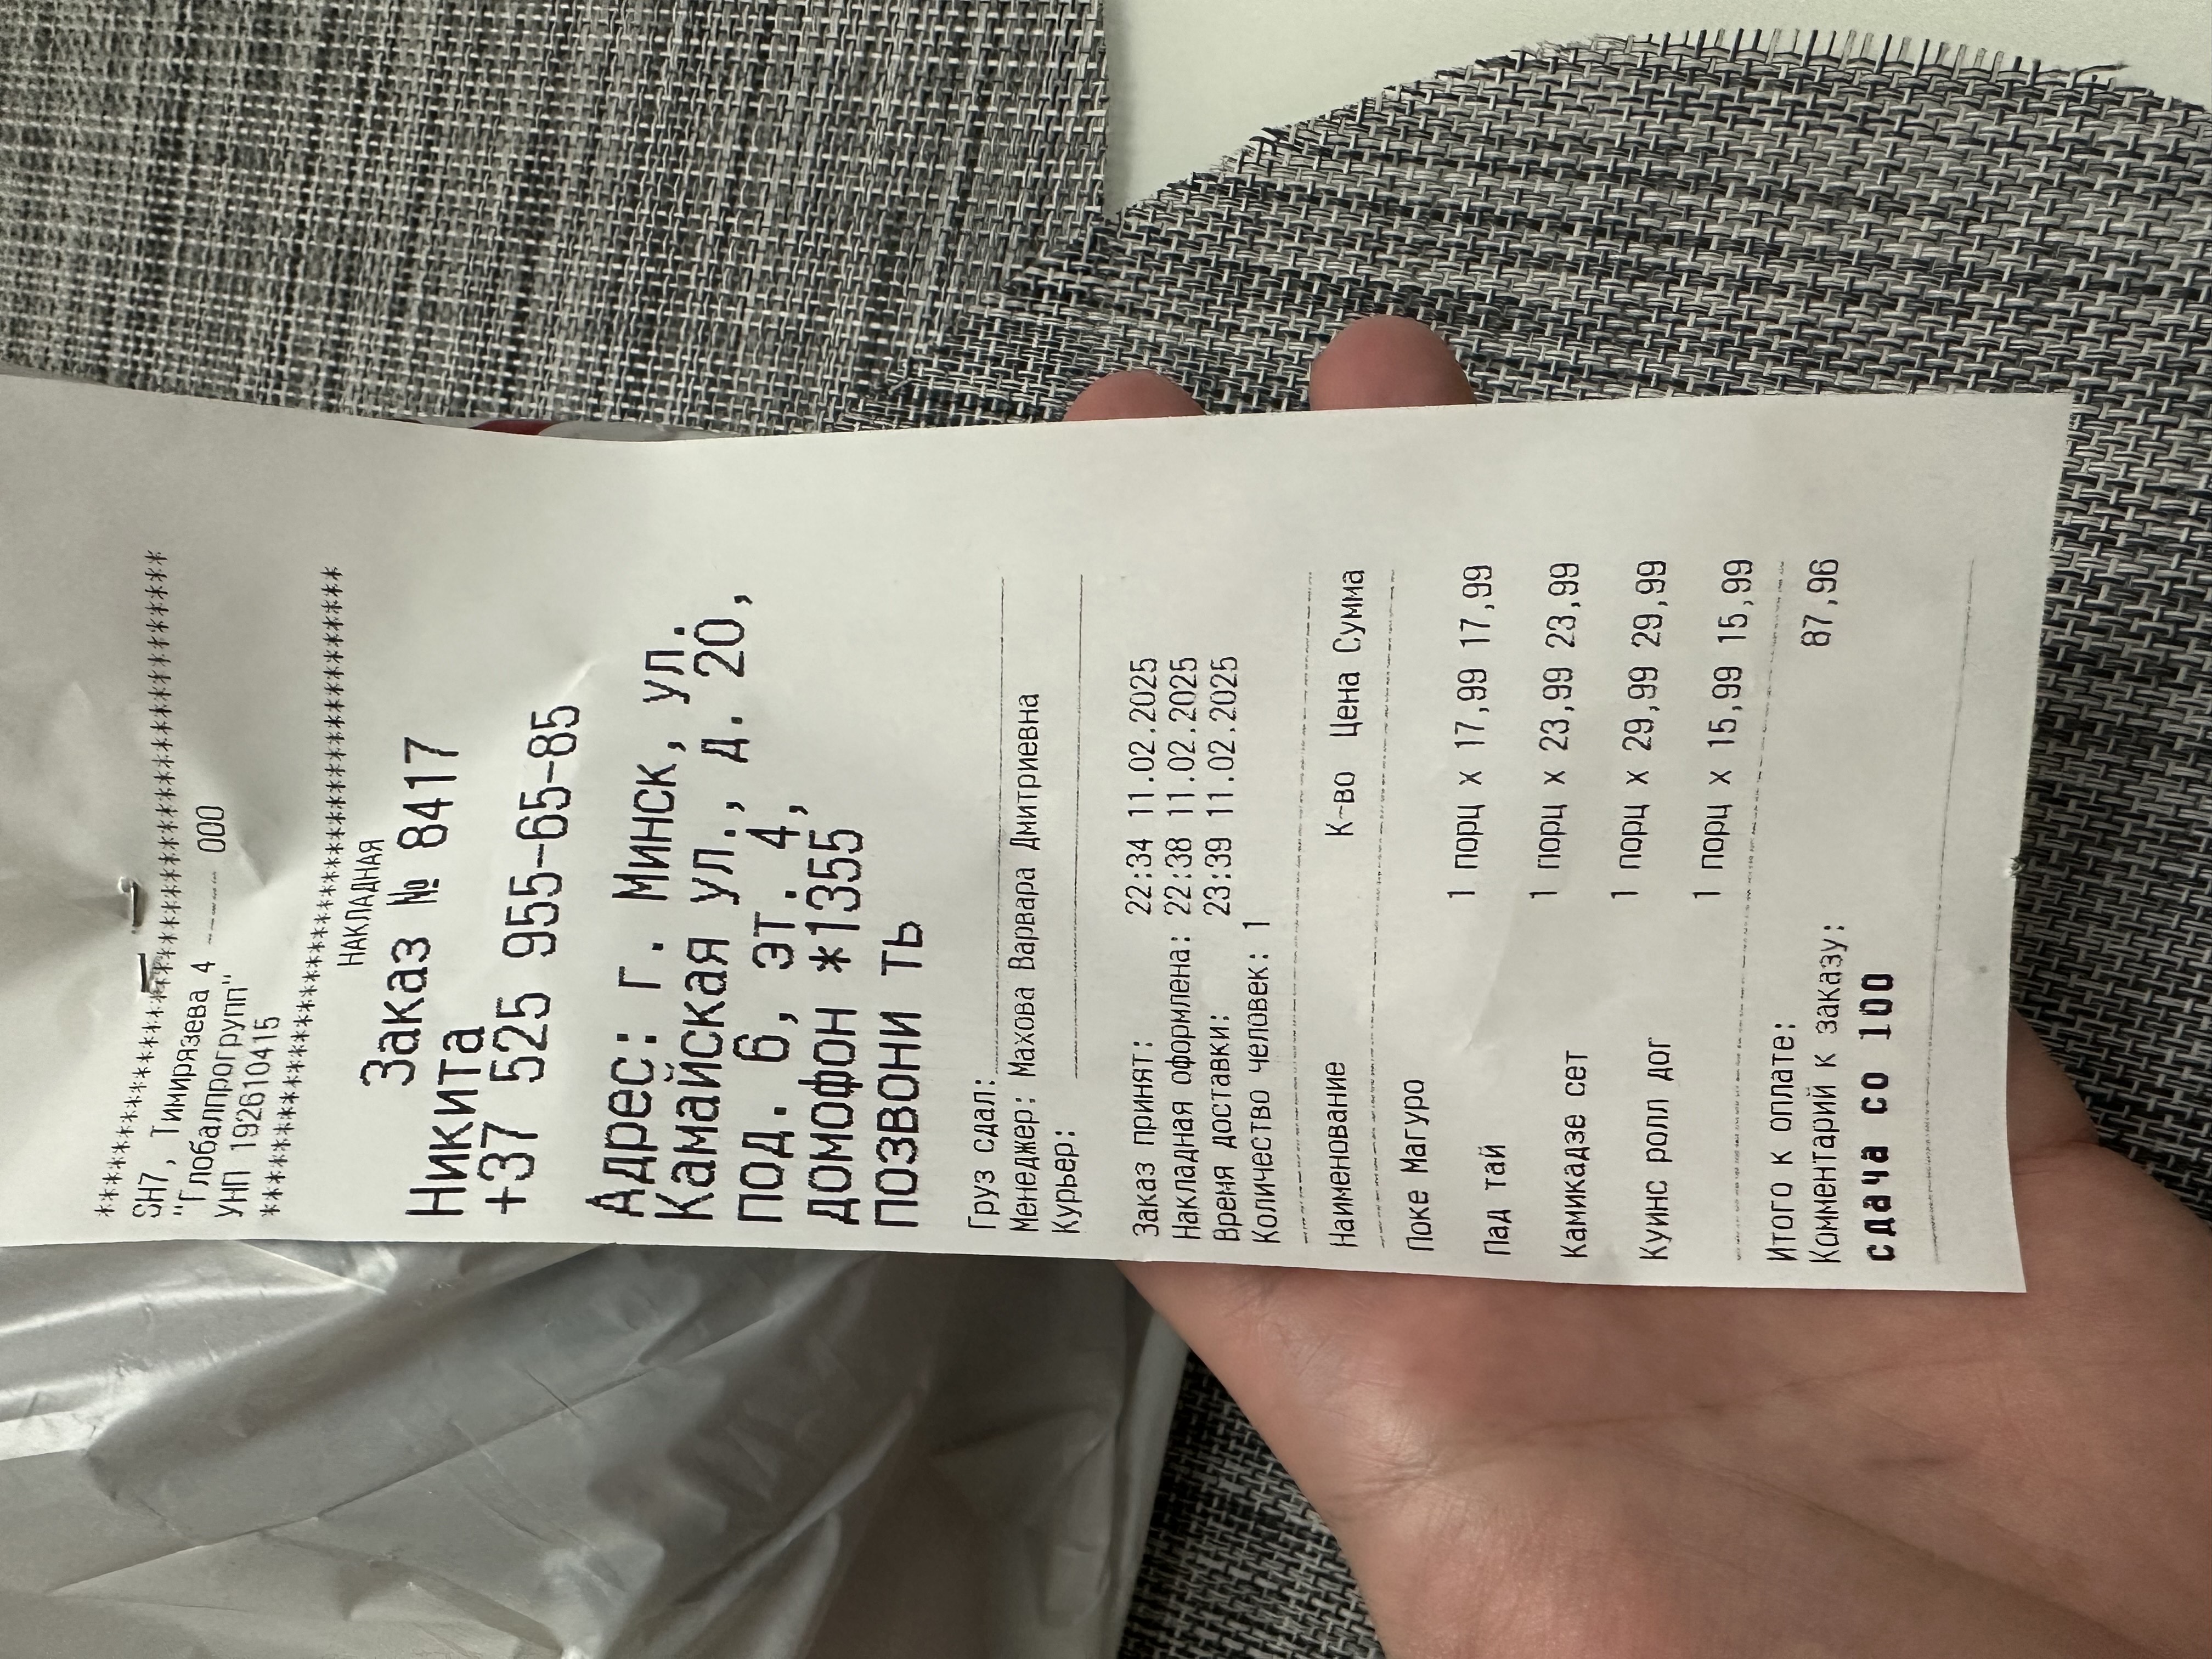 ****************************************
SH7, Тимирязева 4 ---- ООО
"Глобалпрогрупп"
УНП 192610415
****************************************
НАКЛАДНАЯ
Заказ № 8417
Никита
+37 525 955-65-85
Адрес: г. Минск, ул.
Камайская ул., д. 20,
под. 6, эт. 4,
домофон *1355
позвони ть
Груз сдал:
Менеджер: Махова Варвара Дмитриевна
Курьер:
Заказ принят: 22:34 11.02.2025
Накладная оформлена: 22:38 11.02.2025
Время доставки: 23:39 11.02.2025
Количество человек: 1
Наименование К-во Цена Сумма
Поке Магуро
1 порц x 17,99 17,99
Пад тай
1 порц x 23,99 23,99
Камикадзе сет
1 порц x 29,99 29,99
Куинс ролл дог
1 порц x 15,99 15,99
Итого к оплате: 87,96
Комментарий к заказу:
сдача со 100